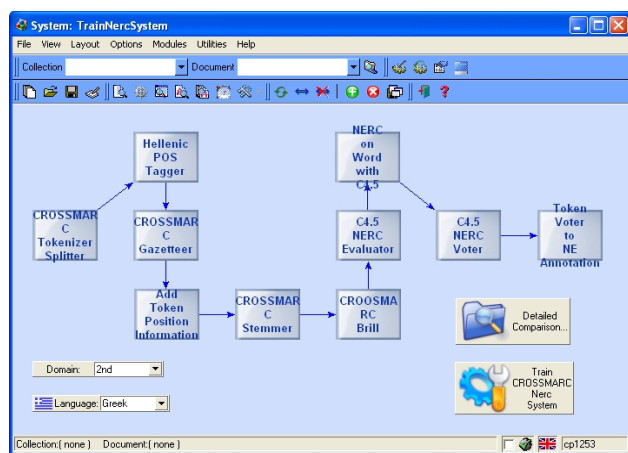 System: TrainNercSystem
File View Layout Options Modules Utilities Help
Collection Document
NERC
on
Word
with
C4.5
Hellenic
POS
Tagger
CROSSMARC
C
Tokenizer
Splitter
CROSSMAR
C
Gazetteer
C4.5
NERC
Evaluator
C4.5
NERC
Voter
Token
Voter
to
NE
Annotation
Add
Token
Position
Information
CROSSMAR
C
Stemmer
CROOSMA
RC
Brill
Detailed
Comparison...
Domain: 2nd
Train
CROSSMARC
Nerc
System
Language: Greek
Collection:( none ) Document:( none ) cp1253